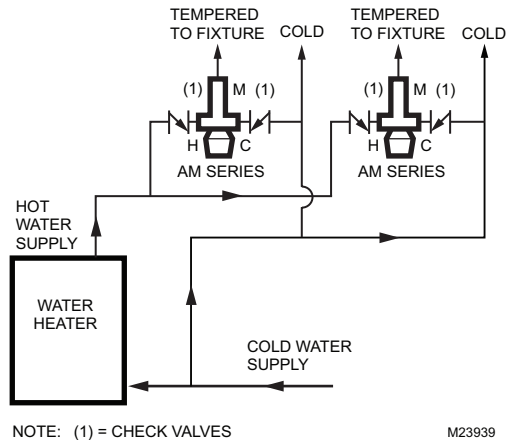 TEMPERED
TO FIXTURE
COLD
TEMPERED
TO FIXTURE
COLD
(1)
M
(1)
(1)
M
(1)
H
C
H
C
AM SERIES
AM SERIES
HOT
WATER
SUPPLY
WATER
HEATER
COLD WATER
SUPPLY
NOTE: (1) = CHECK VALVES
M23939